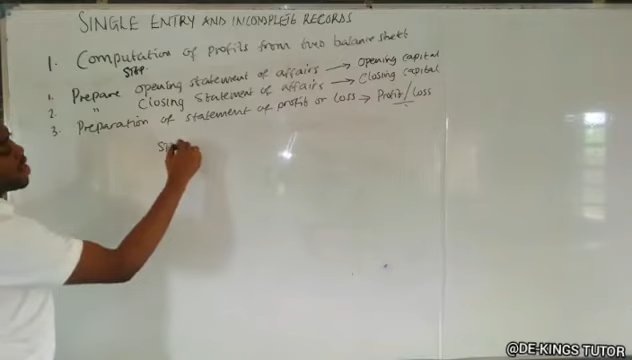 SINGLE ENTRY AND INCOMPLETE RECORDS
1. Computation of profits from two balance sheet
STEP
1. Prepare opening statement of affairs → Opening capital
2. " Closing Statement of affairs → Closing capital
3. Preparation of statement of profit or loss → Profit/Loss
@DE-KINGS TUTOR